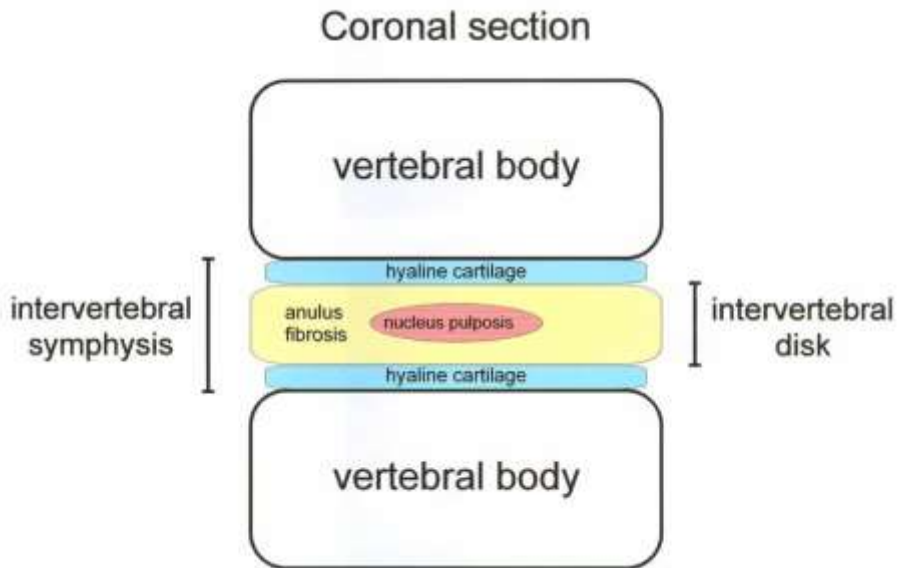 Coronal section
vertebral body
hyaline cartilage
intervertebral
symphysis
anulus
fibrosis
nucleus pulposis
intervertebral
disk
hyaline cartilage
vertebral body